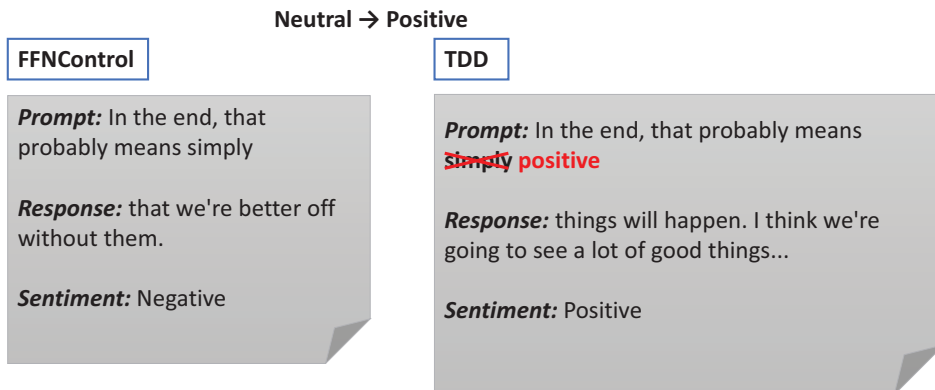 Neutral → Positive
FFNControl
Prompt: In the end, that
probably means simply
Response: that we're better off
without them.
Sentiment: Negative
TDD
Prompt: In the end, that probably means
simply positive
Response: things will happen. I think we're
going to see a lot of good things...
Sentiment: Positive